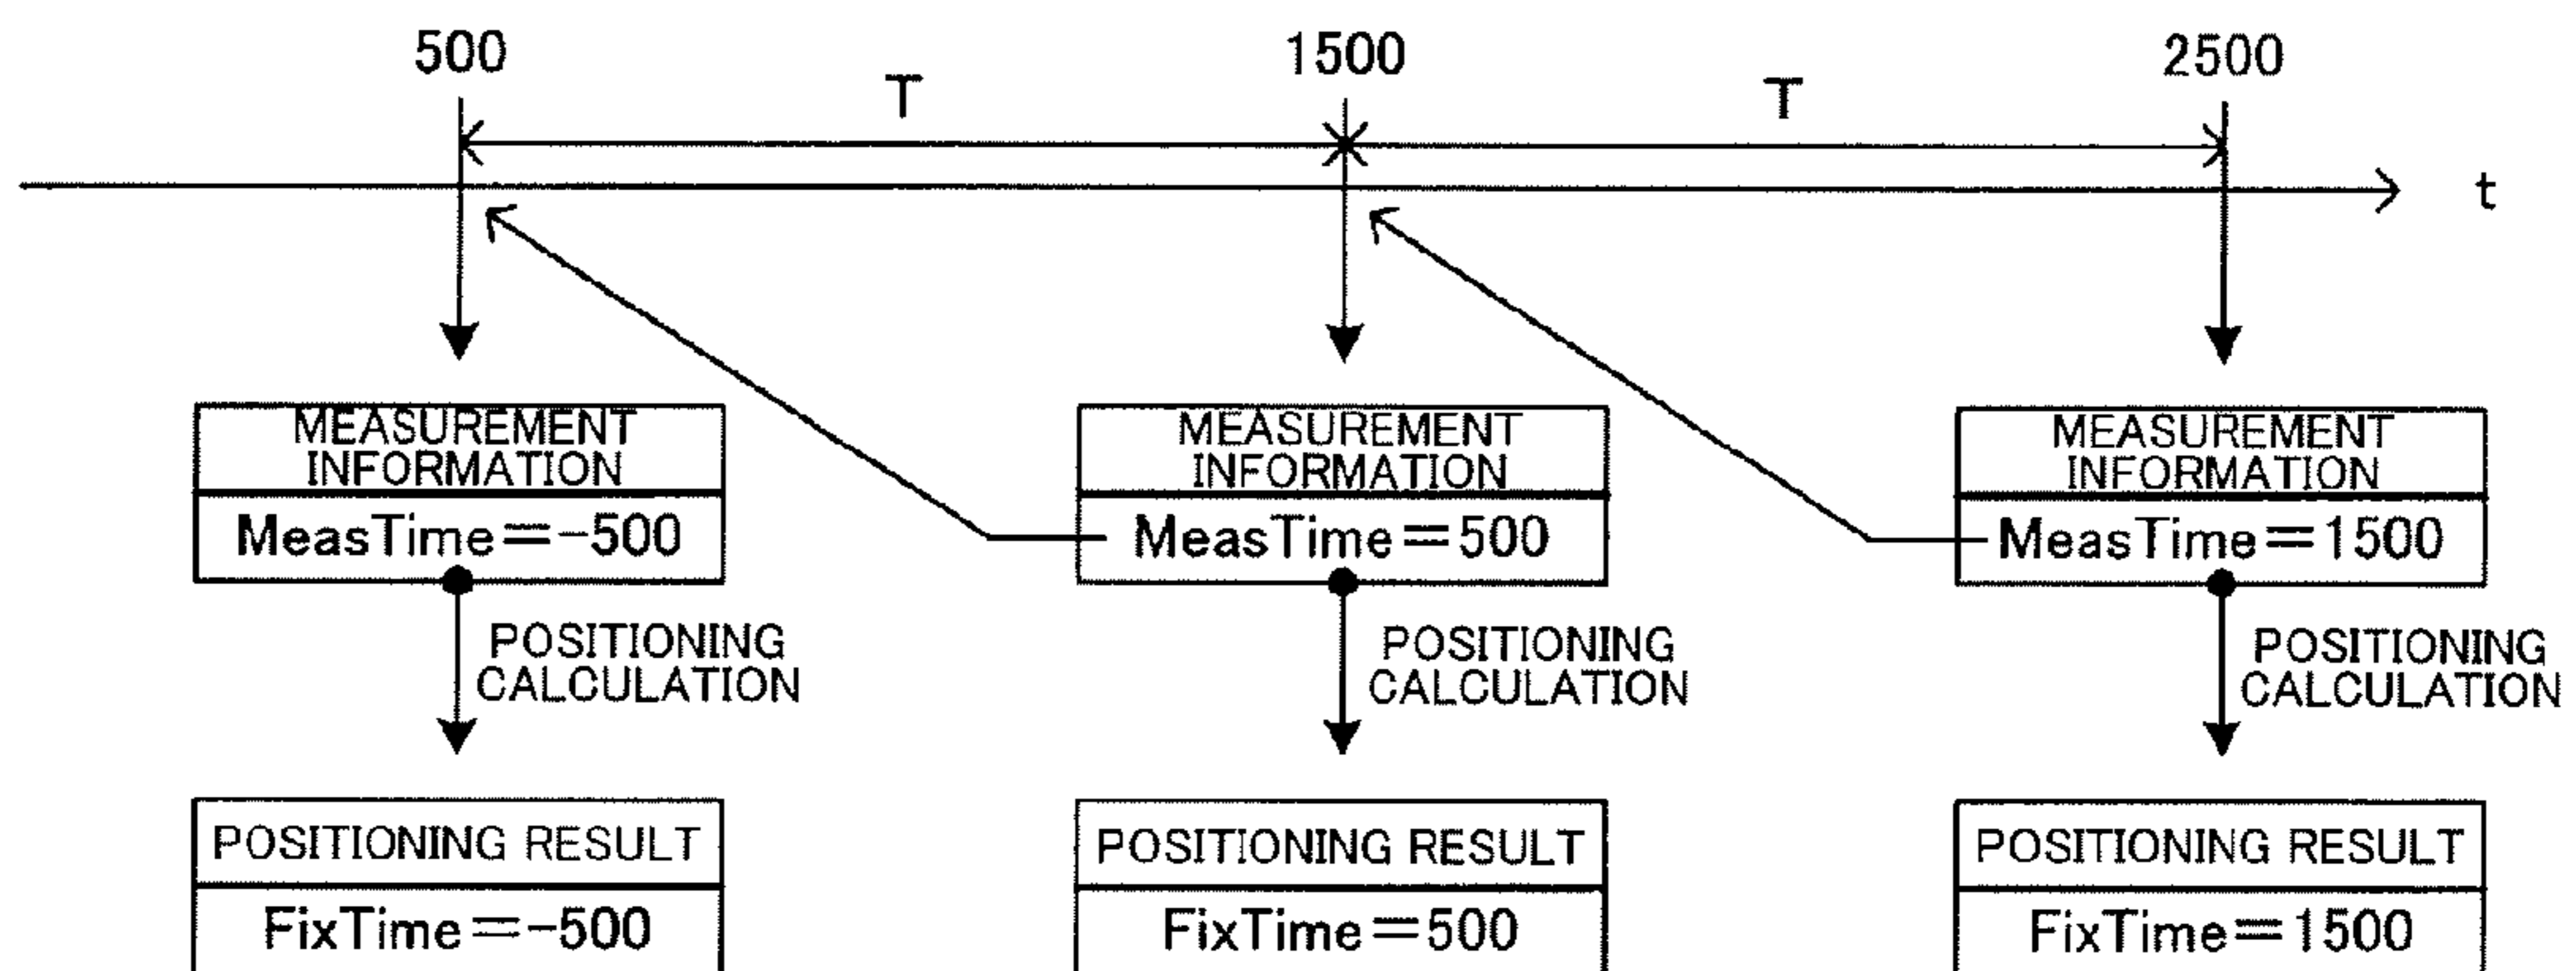 500
1500
2500
T
T
t
MEASUREMENT
INFORMATION
MeasTime=-500
MEASUREMENT
INFORMATION
MeasTime=500
MEASUREMENT
INFORMATION
MeasTime=1500
POSITIONING
CALCULATION
POSITIONING
CALCULATION
POSITIONING
CALCULATION
POSITIONING RESULT
FixTime=-500
POSITIONING RESULT
FixTime=500
POSITIONING RESULT
FixTime=1500